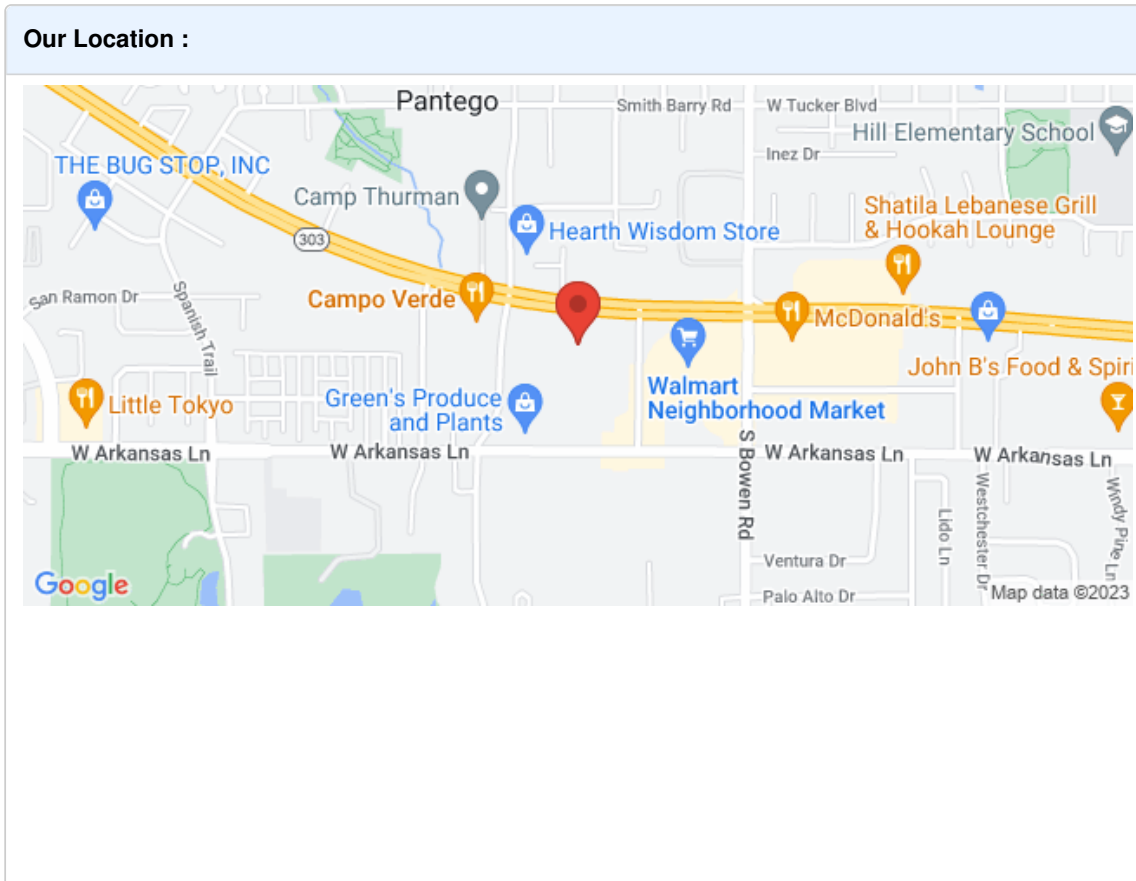 Our Location :
Pantego
Smith Barry Rd
W Tucker Blvd
Hill Elementary School
Inez Dr
THE BUG STOP, INC
Camp Thurman
Shatila Lebanese Grill
& Hookah Lounge
Hearth Wisdom Store
303
San Ramon Dr
Spanish Trail
Campo Verde
McDonald's
John B's Food & Spiri
Walmart
Neighborhood Market
Little Tokyo
Green's Produce
and Plants
W Arkansas Ln
W Arkansas Ln
W Arkansas Ln
W Arkansas Ln
S Bowen Rd
Lido Ln
Westchester Dr
Windy Pine Ln
Ventura Dr
Palo Alto Dr
Google
Map data ©2023